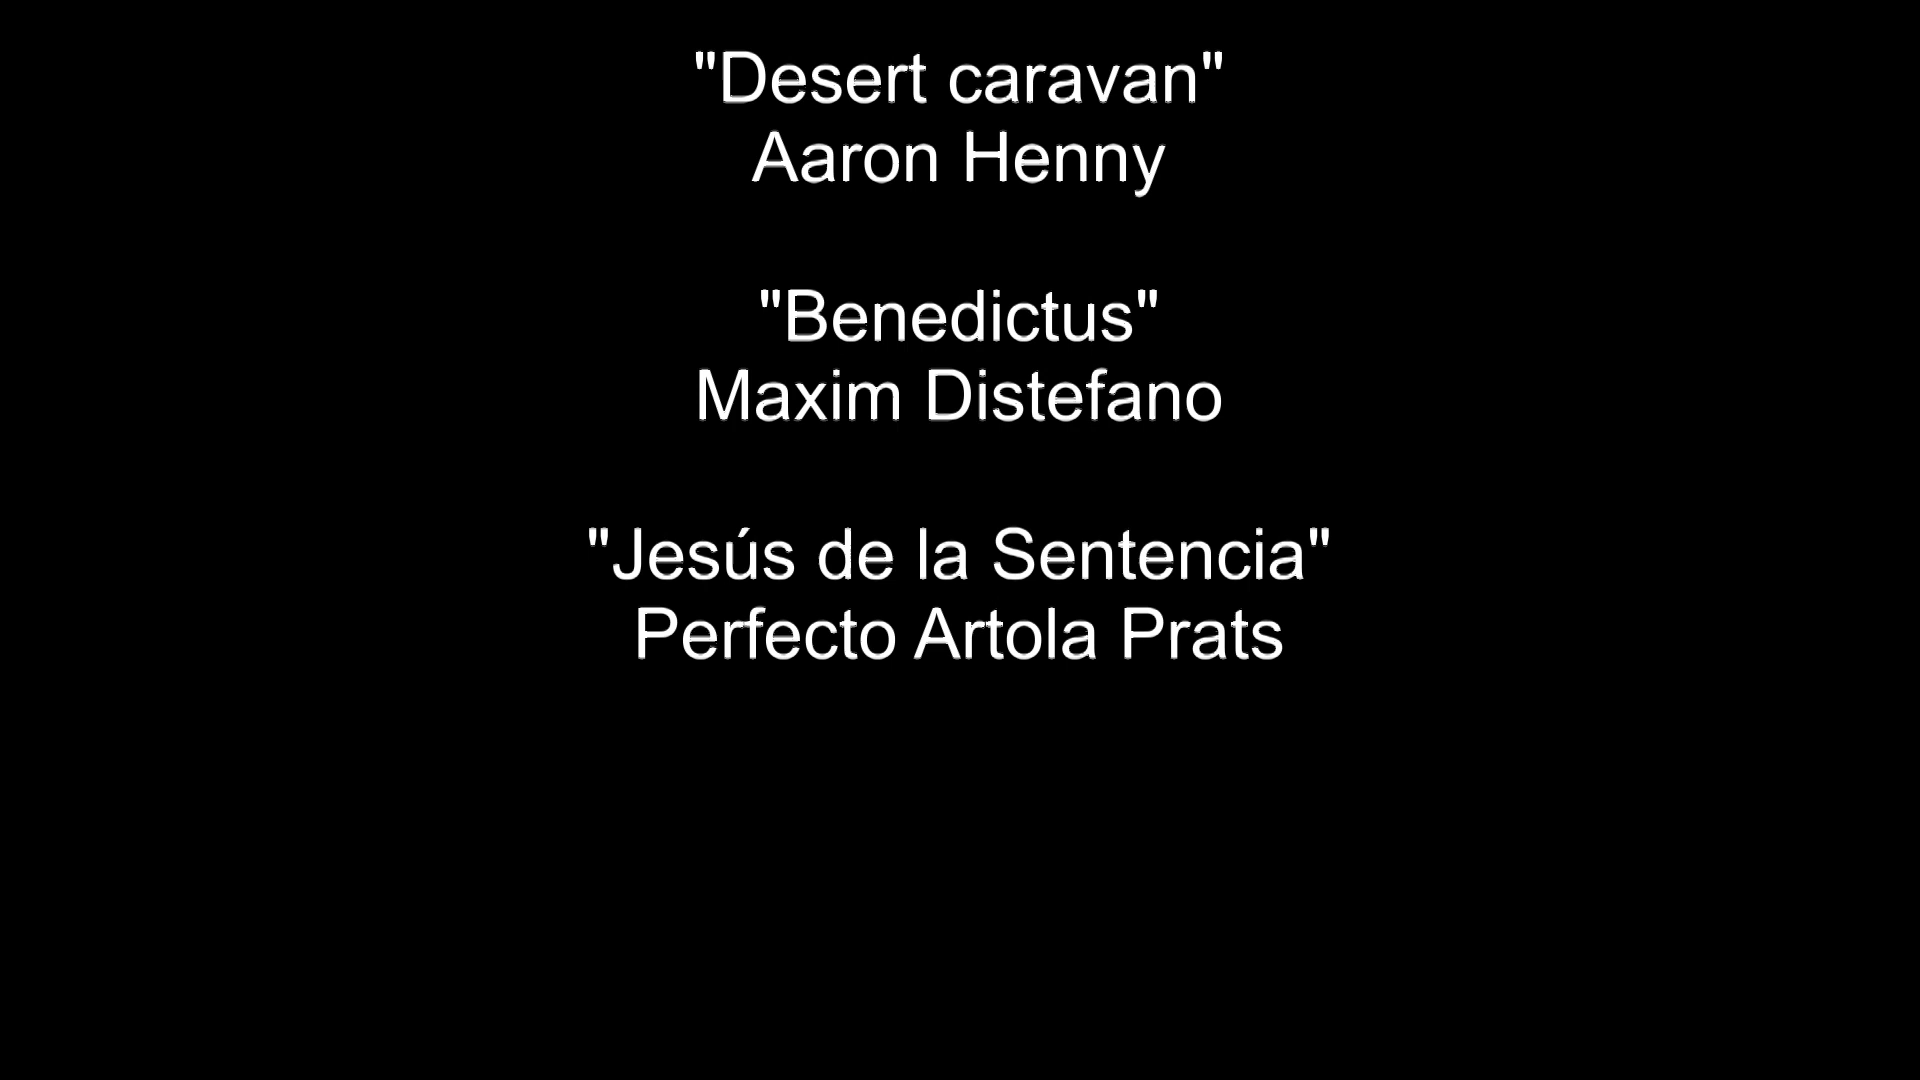 "Desert caravan"
Aaron Henny
"Benedictus"
Maxim Distefano
"Jesús de la Sentencia"
Perfecto Artola Prats